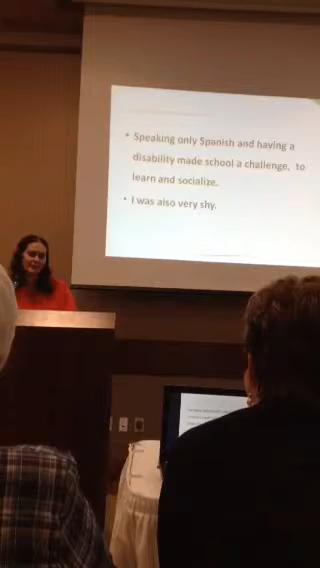 • Speaking only Spanish and having a
disability made school a challenge, to
learn and socialize.
• I was also very shy.